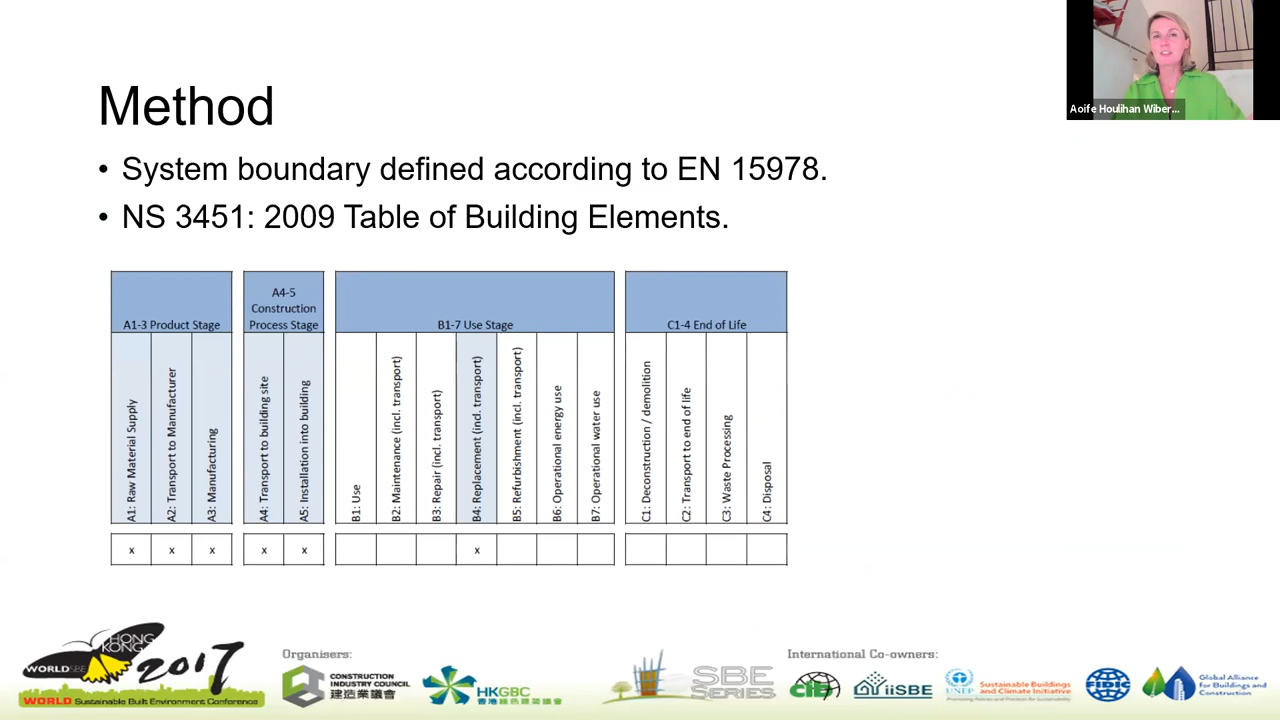 Aoife Houlihan Wiber...
Method
• System boundary defined according to EN 15978.
• NS 3451: 2009 Table of Building Elements.
A1-3 Product Stage
A4-5
Construction
Process Stage
B1-7 Use Stage
C1-4 End of Life
A1: Raw Material Supply
A2: Transport to Manufacturer
A3: Manufacturing
A4: Transport to building site
A5: Installation into building
B1: Use
B2: Maintenance (incl. transport)
B3: Repair (incl. transport)
B4: Replacement (incl. transport)
B5: Refurbishment (incl. transport)
B6: Operational energy use
B7: Operational water use
C1: Deconstruction / demolition
C2: Transport to end of life
C3: Waste Processing
C4: Disposal
x x x x x x
HONG
KONG
WORLDSBE
2017
WORLD Sustainable Built Environment Conference
Organisers:
CONSTRUCTION
INDUSTRY COUNCIL
建造業議會
HKGBC
香港綠色建築議會
SBE
SERIES
International Co-owners:
CIB
iiSBE
UNEP
Sustainable Buildings
and Climate Initiative
Promoting Policies and Practices for Sustainability
FIDIC
Global Alliance
for Buildings and
Construction